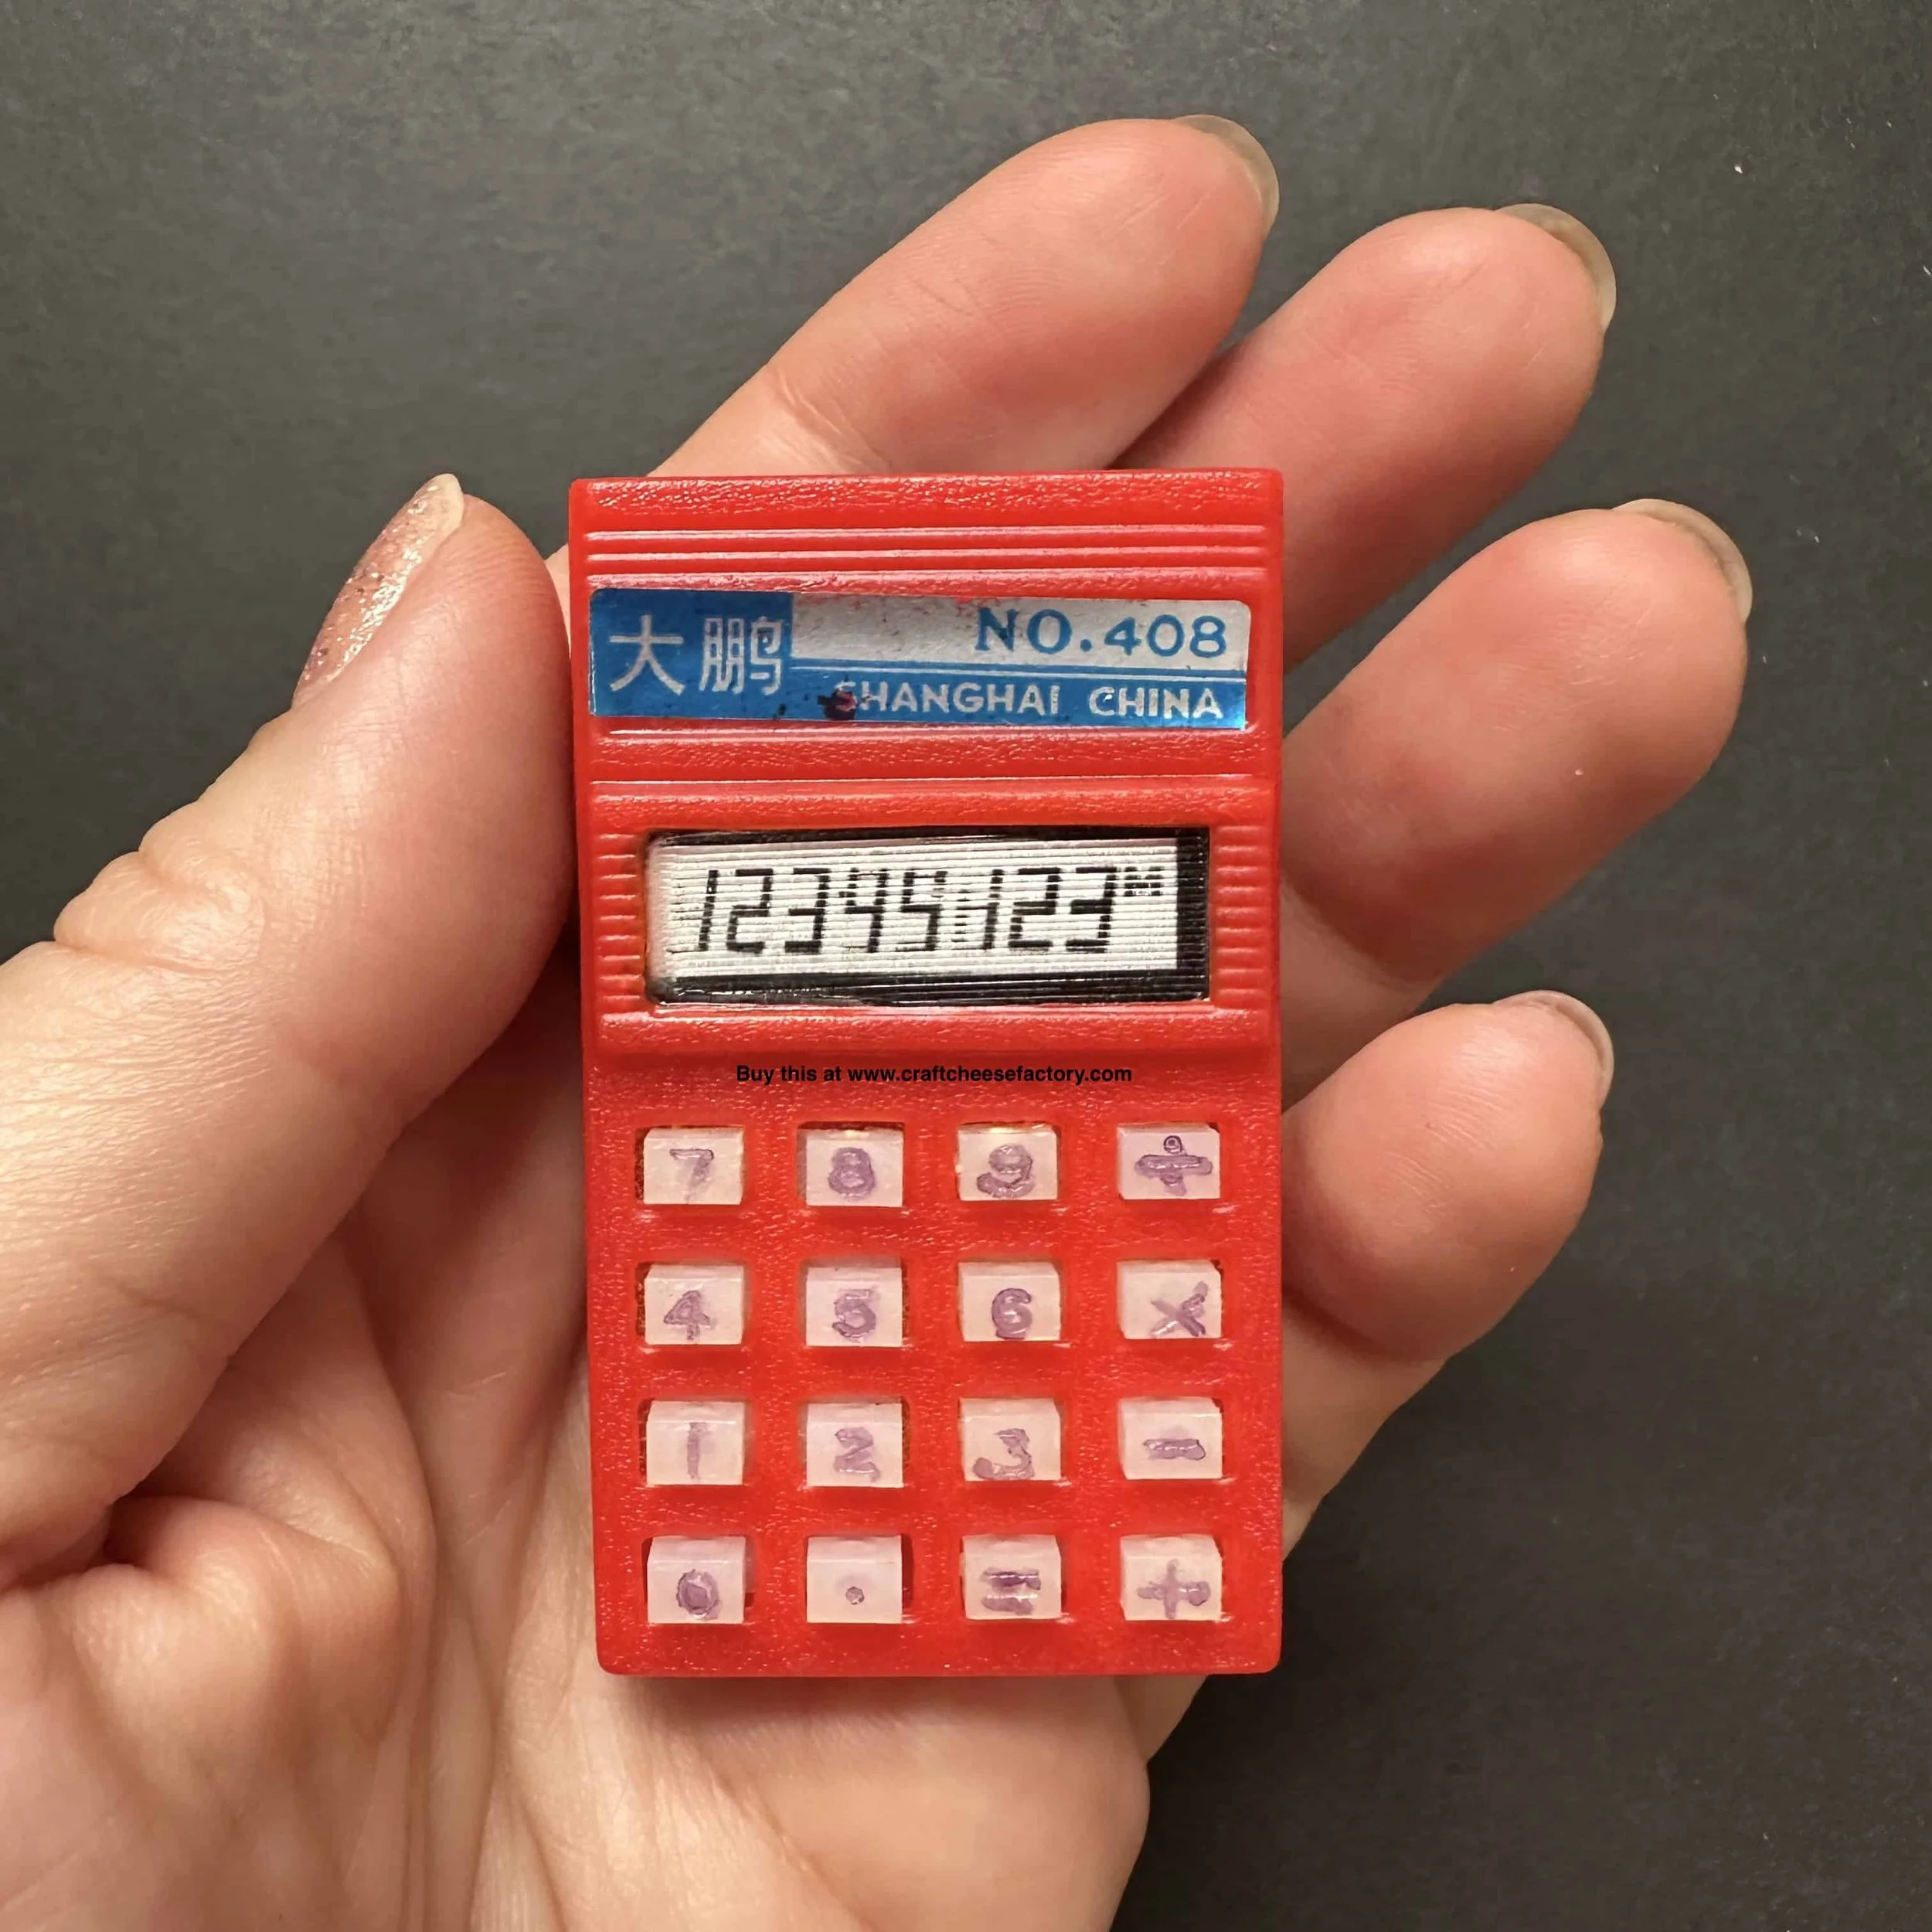 大鹏 NO.408
SHANGHAI CHINA
12345123 M
Buy this at www.craftcheesefactory.com
7 8 9 ÷
4 5 6 ×
1 2 3 -
0 . = +